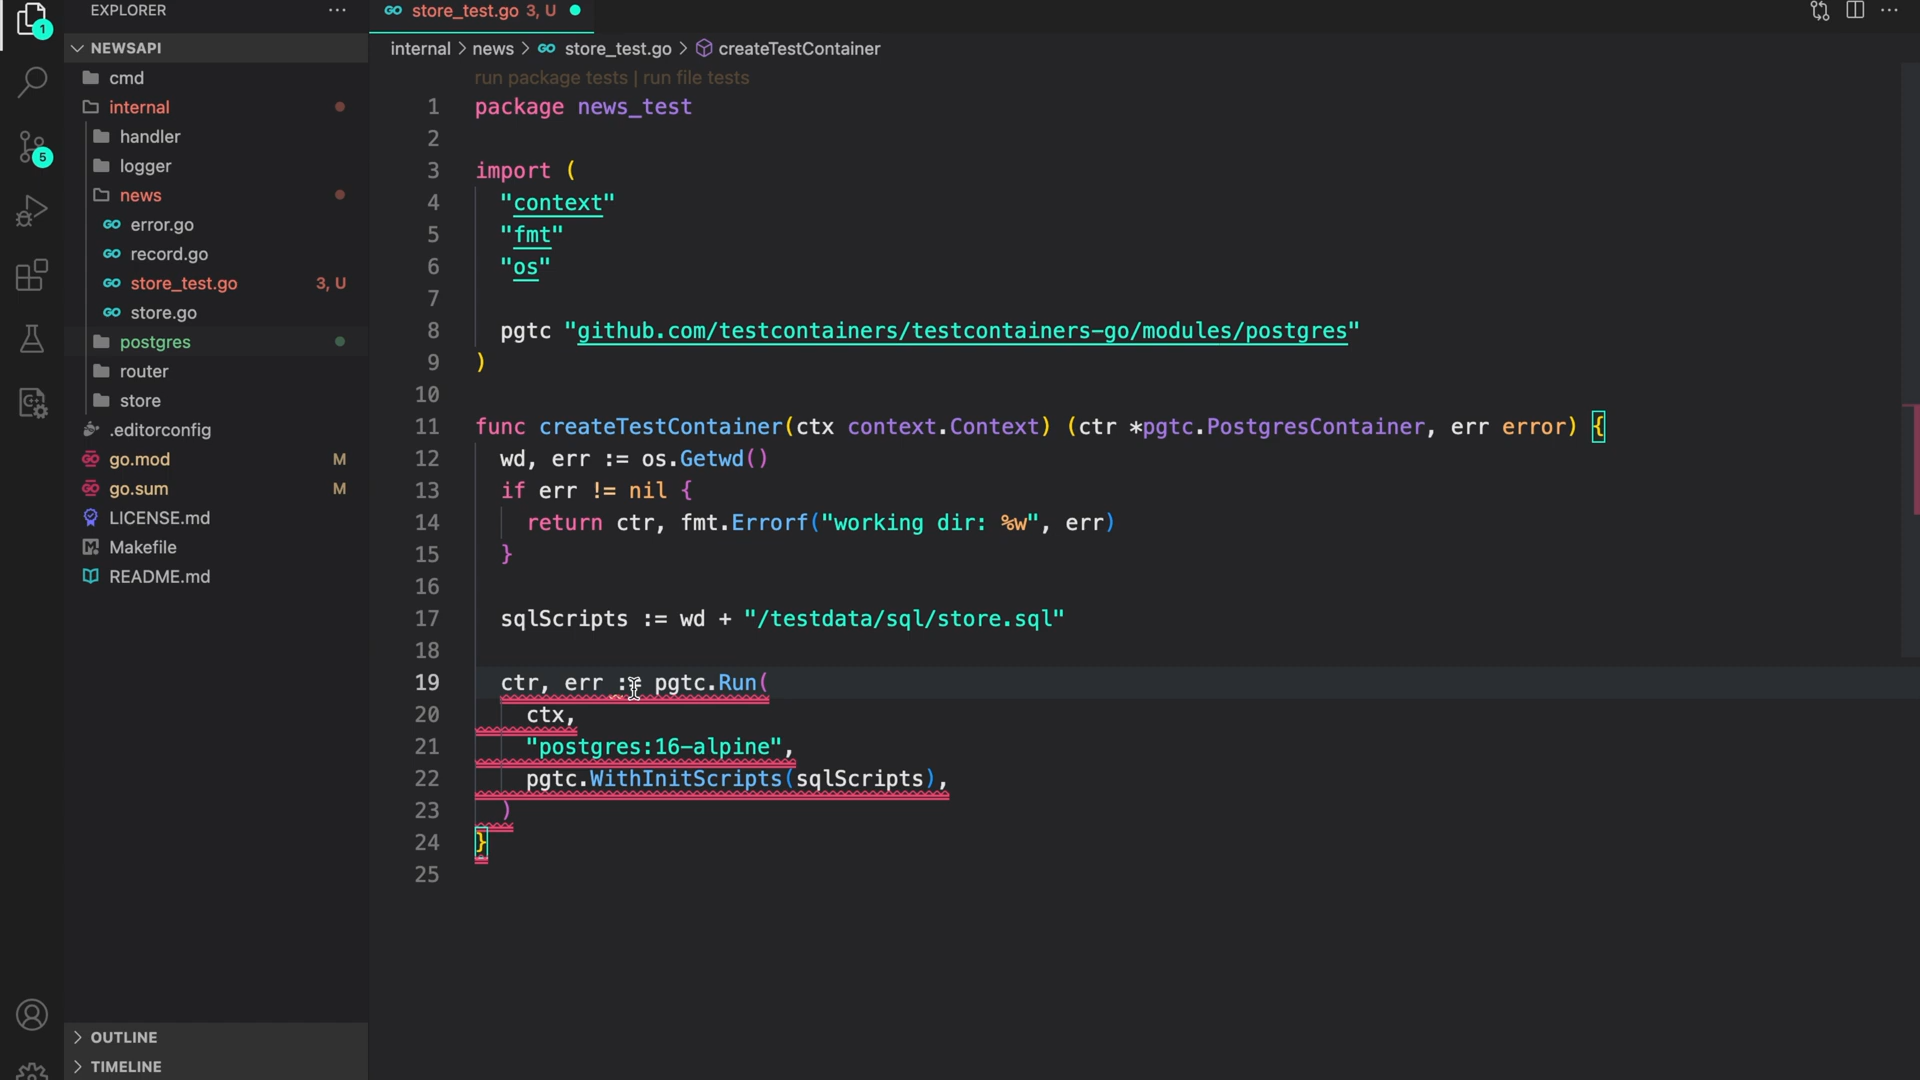 EXPLORER
NEWSAPI
cmd
internal
handler
logger
news
error.go
record.go
store_test.go 3, U
store.go
postgres
router
store
.editorconfig
go.mod M
go.sum M
LICENSE.md
Makefile
README.md
OUTLINE
TIMELINE
1
5
store_test.go 3, U
internal > news > store_test.go > createTestContainer
run package tests | run file tests
1 package news_test
2
3 import (
4 "context"
5 "fmt"
6 "os"
7
8 pgtc "github.com/testcontainers/testcontainers-go/modules/postgres"
9 )
10
11 func createTestContainer(ctx context.Context) (ctr *pgtc.PostgresContainer, err error) {
12 wd, err := os.Getwd()
13 if err != nil {
14 return ctr, fmt.Errorf("working dir: %w", err)
15 }
16
17 sqlScripts := wd + "/testdata/sql/store.sql"
18
19 ctr, err := pgtc.Run(
20 ctx,
21 "postgres:16-alpine",
22 pgtc.WithInitScripts(sqlScripts),
23 )
24 }
25